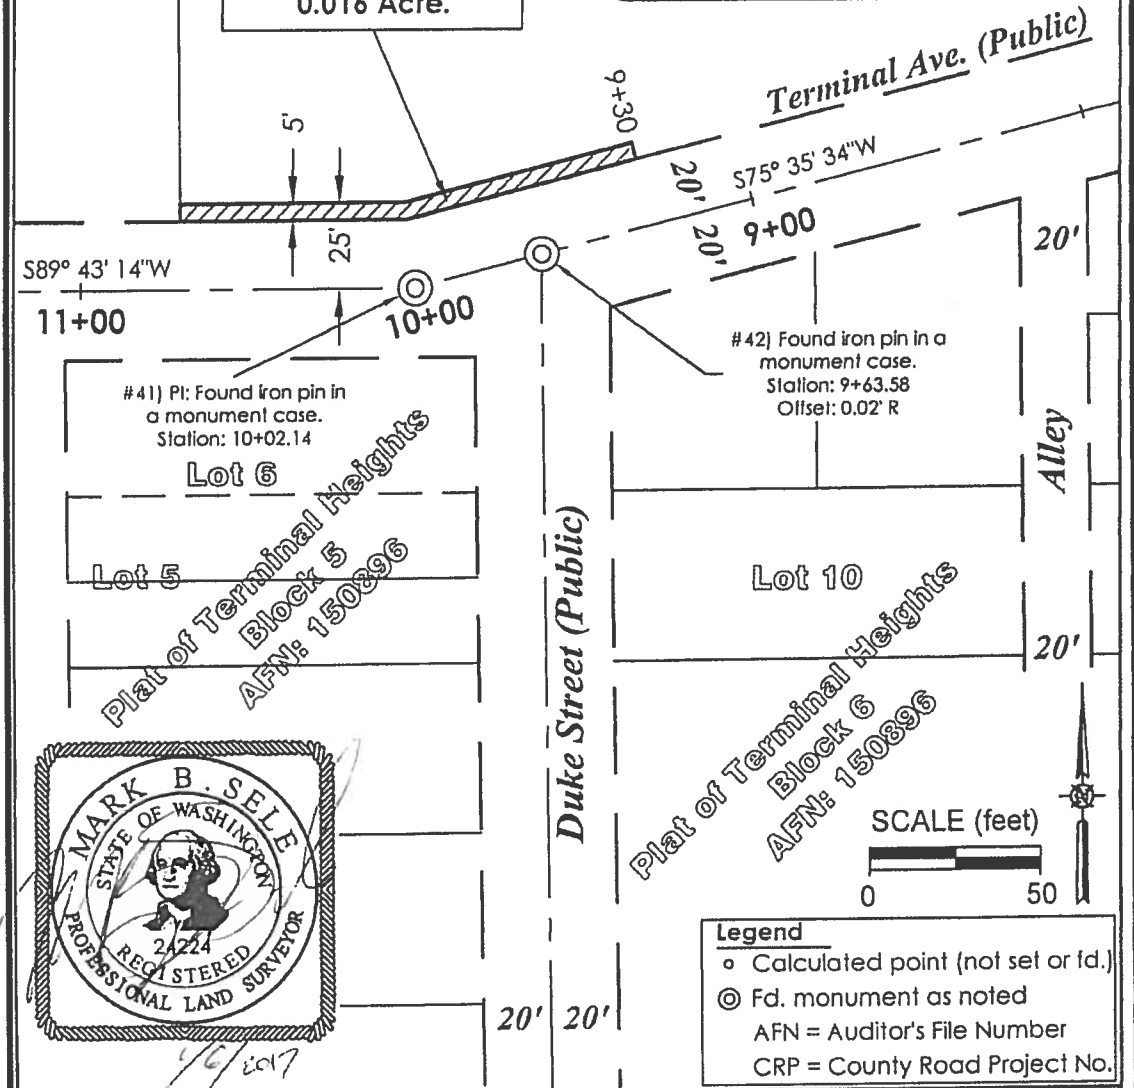 0.016 Acre.
Terminal Ave. (Public)
9+30
5'
25'
20'
20'
S75° 35' 34"W
9+00
20'
S89° 43' 14"W
11+00
10+00
#42) Found iron pin in a
monument case.
Station: 9+63.58
Offset: 0.02' R
#41) PI: Found iron pin in
a monument case.
Station: 10+02.14
Lot 6
Lot 5
Plat of Terminal Heights
Block 5
AFN: 150896
Duke Street (Public)
Alley
Lot 10
20'
Plat of Terminal Heights
Block 6
AFN: 150896
MARK B. SELE
STATE OF WASHINGTON
24224
REGISTERED
PROFESSIONAL LAND SURVEYOR
2017
20'
20'
N
SCALE (feet)
0 50
Legend
Calculated point (not set or fd.)
Fd. monument as noted
AFN = Auditor's File Number
CRP = County Road Project No.